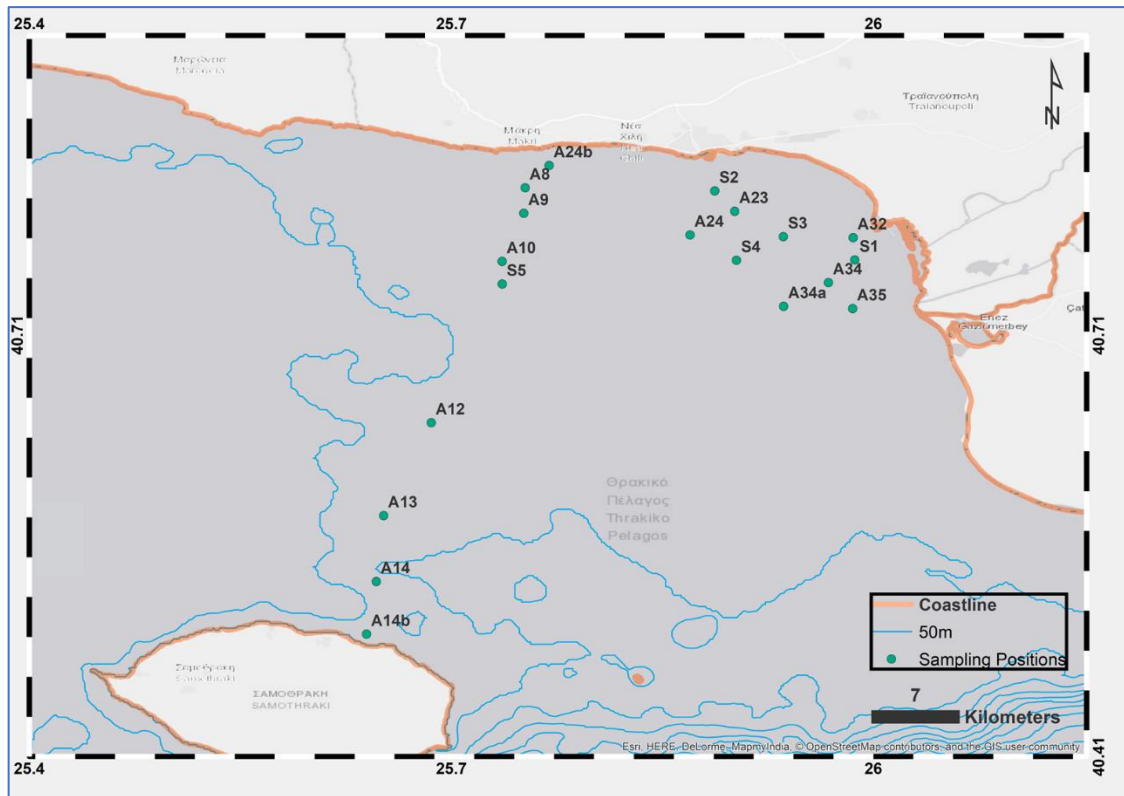 25.4
25.7
26
Μαρώνεια
Maroneia
Τραϊανούπολη
Traianoupoli
Μάκρη
Makri
Νέα
Χιλή
A24b
A8
A9
S2
A23
A24
S3
A32
S4
S1
A10
S5
A34
A34a
A35
Enez
Gazıömerbey
Çat
40.71
40.71
A12
Θρακικό
Πέλαγος
Thrakiko
Pelagos
A13
A14
A14b
Σαμοθράκη
Samothraki
ΣΑΜΟΘΡΑΚΗ
SAMOTHRAKI
N
Coastline
50m
Sampling Positions
7
Kilometers
Esri, HERE, DeLorme, MapmyIndia, © OpenStreetMap contributors, and the GIS user community
40.41
25.4
25.7
26